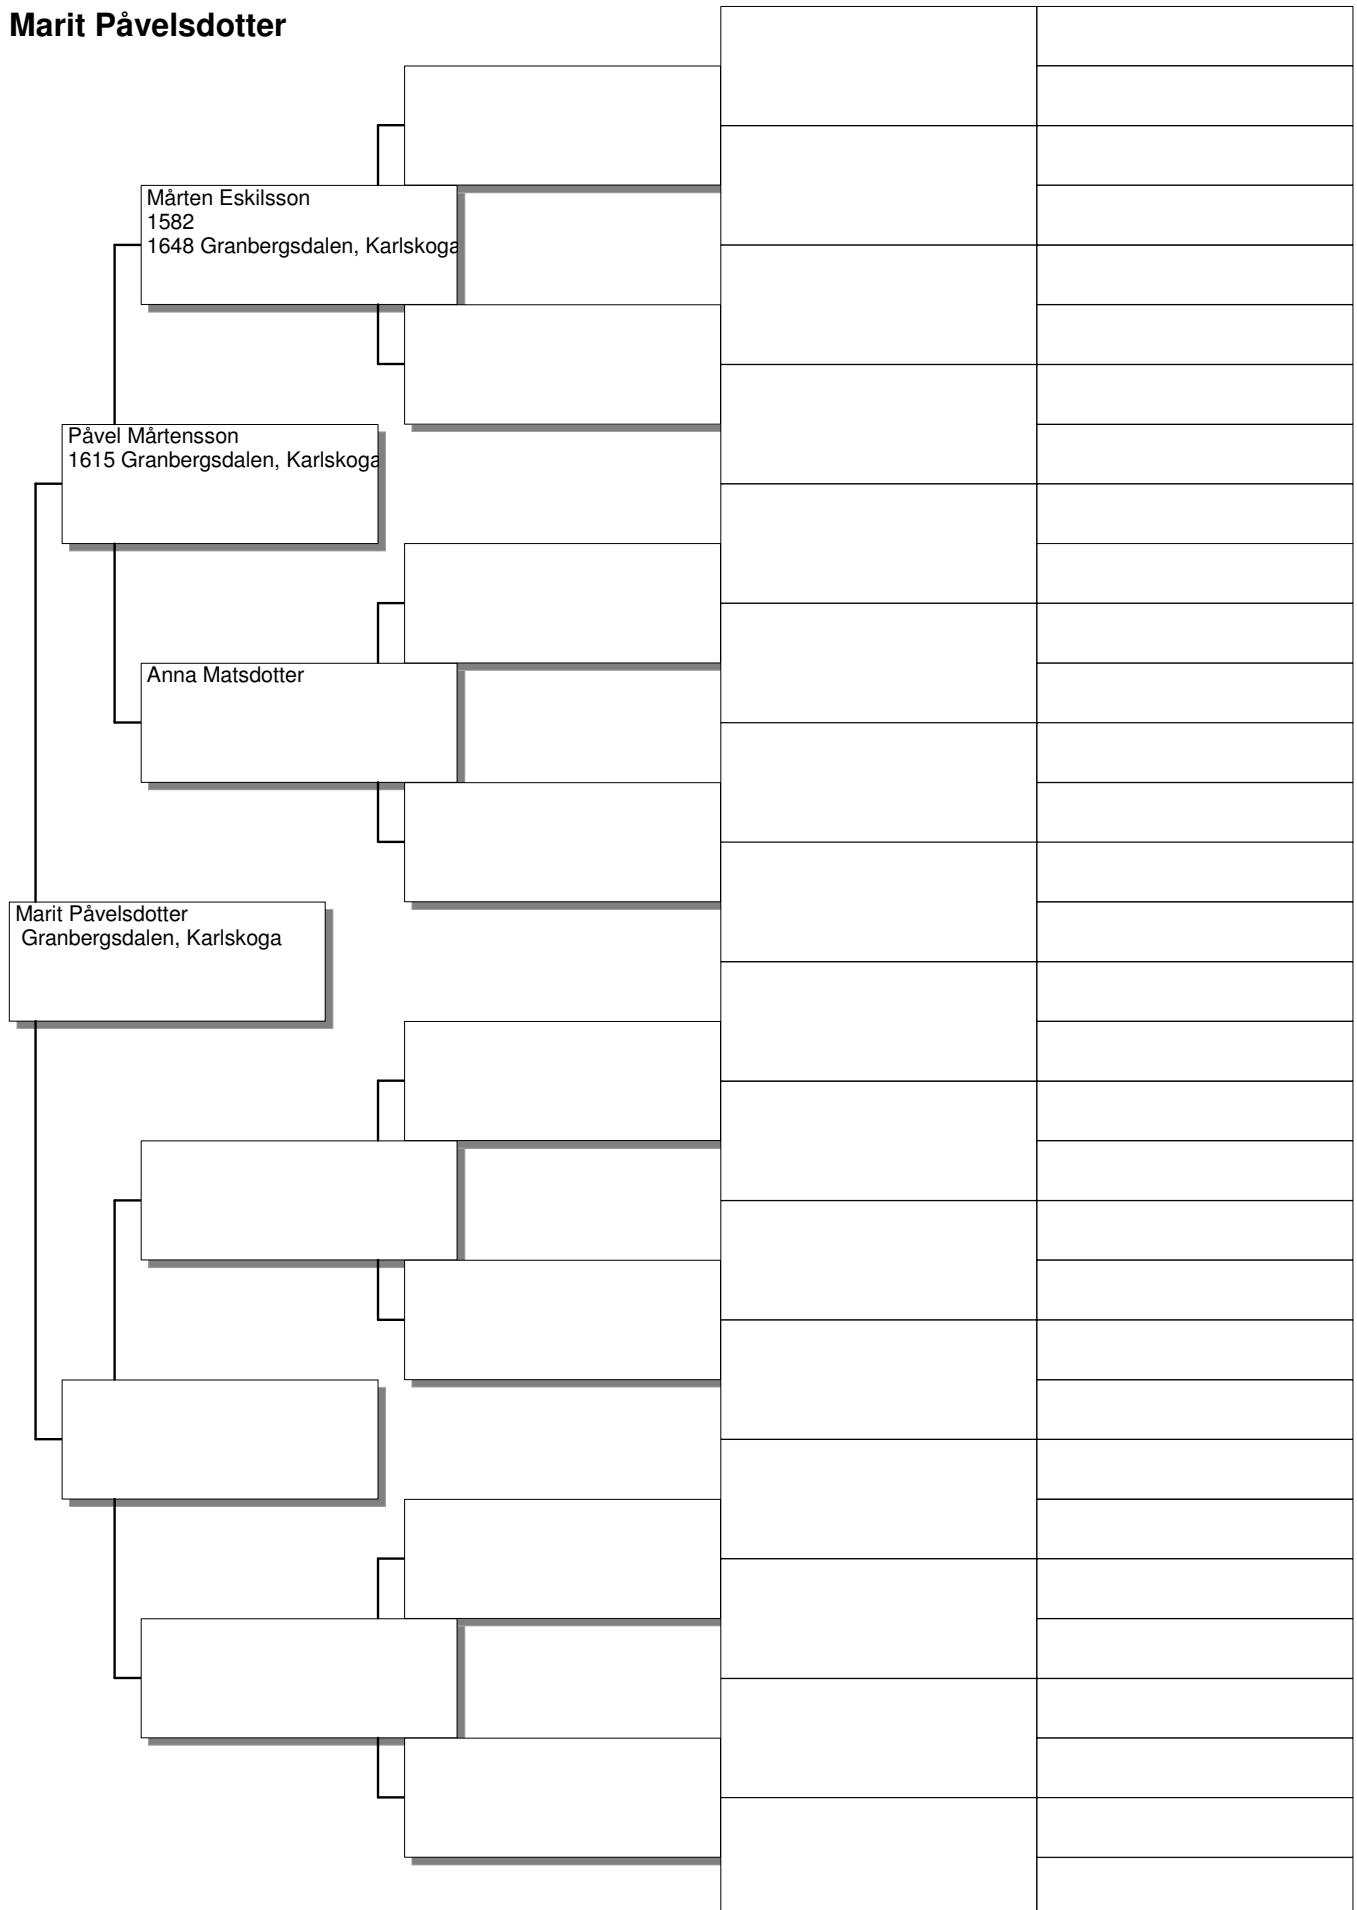 Marit Påvelsdotter
Mårten Eskilsson
1582
1648 Granbergsdalen, Karlskoga
Påvel Mårtensson
1615 Granbergsdalen, Karlskoga
Anna Matsdotter
Marit Påvelsdotter
Granbergsdalen, Karlskoga